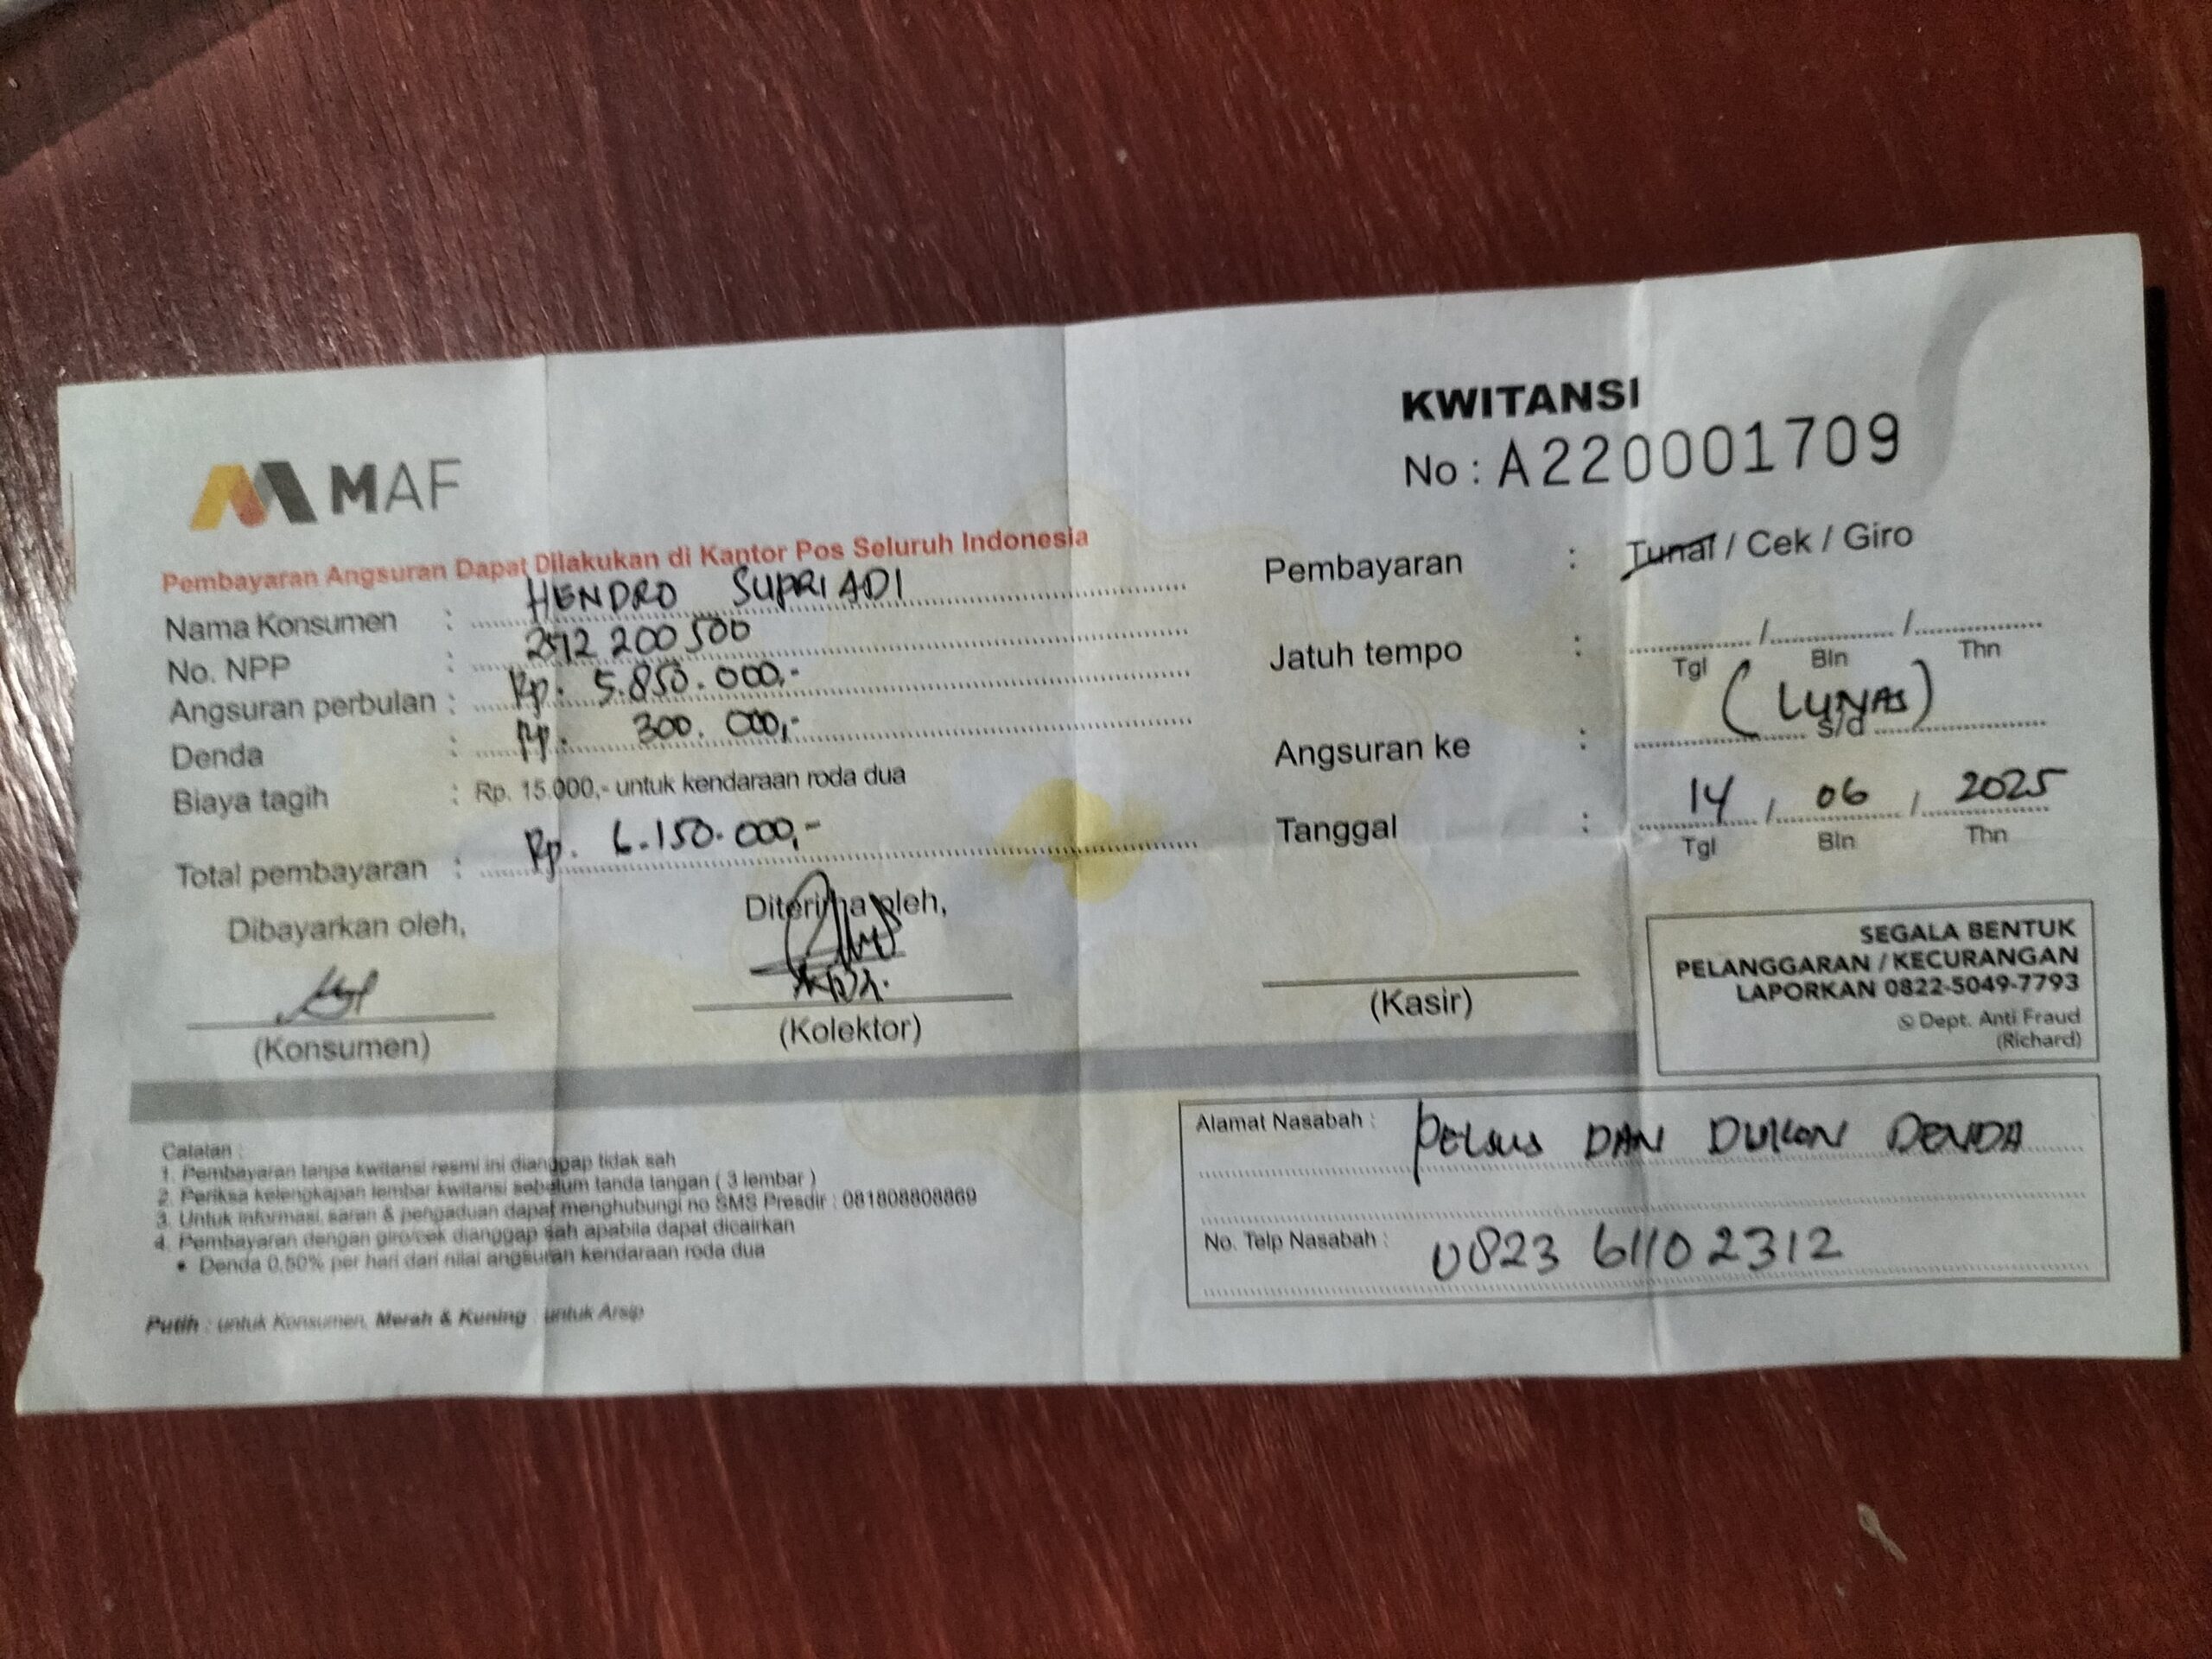 KWITANSI
No : A220001709
MAF
Pembayaran Angsuran Dapat Dilakukan di Kantor Pos Seluruh Indonesia
Nama Konsumen : HENDRO SUPRIADI
No. NPP : 2912200500
Angsuran perbulan : Rp. 5.850.000,-
Denda : Rp. 300.000,-
Biaya tagih : Rp. 15.000,- untuk kendaraan roda dua
Total pembayaran : Rp. 6.150.000,-
Pembayaran : Tunai / Cek / Giro
Jatuh tempo : / /
Tgl Bln Thn
(LUNAS)
Angsuran ke : s/d
Tanggal : 14 / 06 / 2025
Tgl Bln Thn
Dibayarkan oleh,
(Konsumen)
Diterima oleh,
(Kolektor)
(Kasir)
SEGALA BENTUK
PELANGGARAN / KECURANGAN
LAPORKAN 0822-5049-7793
Dept. Anti Fraud
(Richard)
Catatan :
1. Pembayaran tanpa kwitansi resmi ini dianggap tidak sah
2. Periksa kelengkapan lembar kwitansi sebelum tanda tangan ( 3 lembar )
3. Untuk informasi, saran & pengaduan dapat menghubungi no SMS Presdir : 081808808869
4. Pembayaran dengan giro/cek dianggap sah apabila dapat dicairkan
• Denda 0,50% per hari dari nilai angsuran kendaraan roda dua
Putih : untuk Konsumen, Merah & Kuning : untuk Arsip
Alamat Nasabah : PELSUS DAN DISKON DENDA
No. Telp Nasabah : 0823 61102312